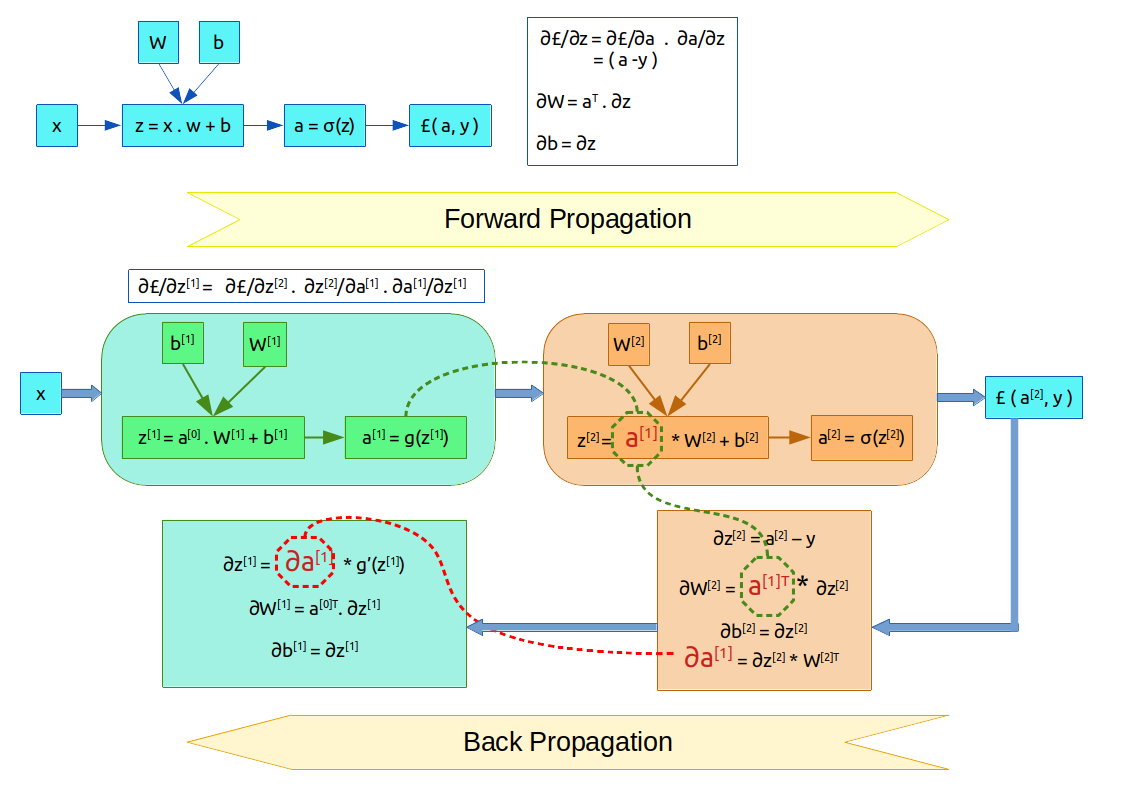 W
b
x
z = x . w + b
a = σ(z)
£( a, y )
∂£/∂z = ∂£/∂a . ∂a/∂z
= ( a -y )
∂W = aᵀ . ∂z
∂b = ∂z
Forward Propagation
∂£/∂z[1] = ∂£/∂z[2] . ∂z[2]/∂a[1] . ∂a[1]/∂z[1]
b[1]
W[1]
W[2]
b[2]
x
z[1] = a[0] . W[1] + b[1]
a[1] = g(z[1])
z[2] = a[1] * W[2] + b[2]
a[2] = σ(z[2])
£ ( a[2], y )
∂z[1] = ∂a[1] * g’(z[1])
∂W[1] = a[0]T. ∂z[1]
∂b[1] = ∂z[1]
∂z[2] = a[2] – y
∂W[2] = a[1]T * ∂z[2]
∂b[2] = ∂z[2]
∂a[1] = ∂z[2] * W[2]T
Back Propagation